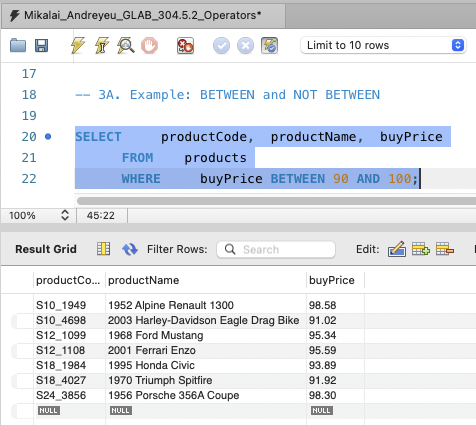 Mikalai_Andreyeu_GLAB_304.5.2_Operators*
Limit to 10 rows
17
18 -- 3A. Example: BETWEEN and NOT BETWEEN
19
20 SELECT productCode, productName, buyPrice
21 FROM products
22 WHERE buyPrice BETWEEN 90 AND 100;
100% 45:22
Result Grid Filter Rows: Search Edit:
productCo... productName buyPrice
S10_1949 1952 Alpine Renault 1300 98.58
S10_4698 2003 Harley-Davidson Eagle Drag Bike 91.02
S12_1099 1968 Ford Mustang 95.34
S12_1108 2001 Ferrari Enzo 95.59
S18_1984 1995 Honda Civic 93.89
S18_4027 1970 Triumph Spitfire 91.92
S24_3856 1956 Porsche 356A Coupe 98.30
NULL NULL NULL